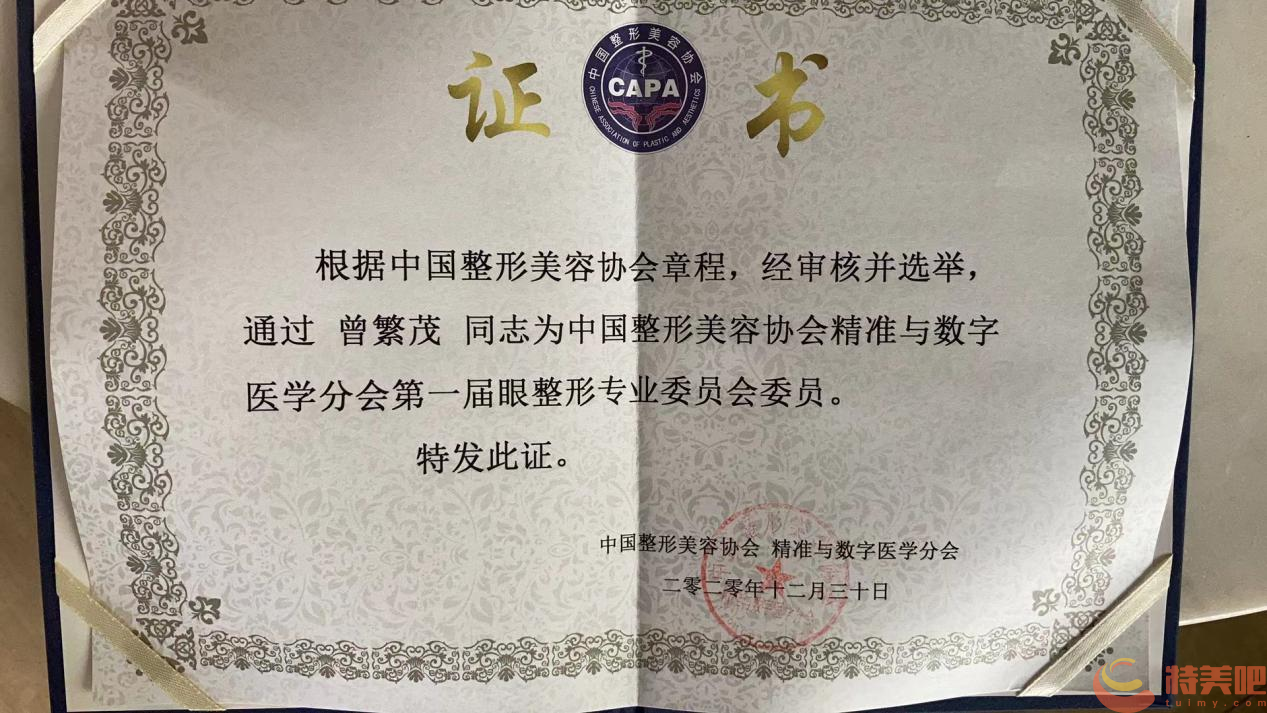 证 书
中国整形美容协会
CAPA
CHINESE ASSOCIATION OF PLASTIC AND AESTHETICS
根据中国整形美容协会章程，经审核并选举，
通过 曾繁茂 同志为中国整形美容协会精准与数字
医学分会第一届眼整形专业委员会委员。
特发此证。
中国整形美容协会 精准与数字医学分会
二零二零年十二月三十日
特美吧
tulmy.com